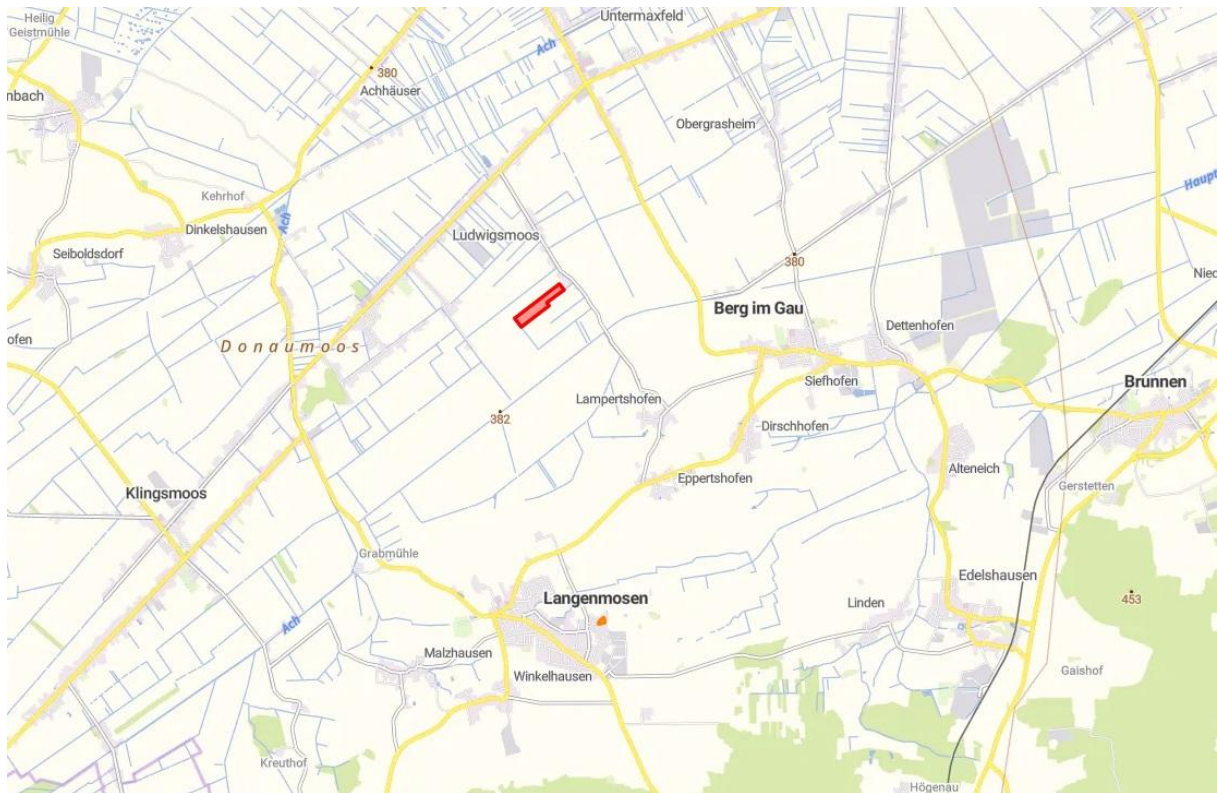 Heilig
Geistmühle
Untermaxfeld
Ach
380
Achhäuser
nbach
Obergrasheim
Haupt
Kehrhof
Ach
Dinkelshausen
Ludwigsmoos
Seiboldsdorf
380
Nied
Berg im Gau
Dettenhofen
ofen
Donaumoos
Siefhofen
Brunnen
Lampertshofen
382
Dirschhofen
Alteneich
Eppertshofen
Gerstetten
Klingsmoos
Grabmühle
Edelshausen
Langenmosen
Linden
453
Ach
Malzhausen
Winkelhausen
Gaishof
Kreuthof
Högenau